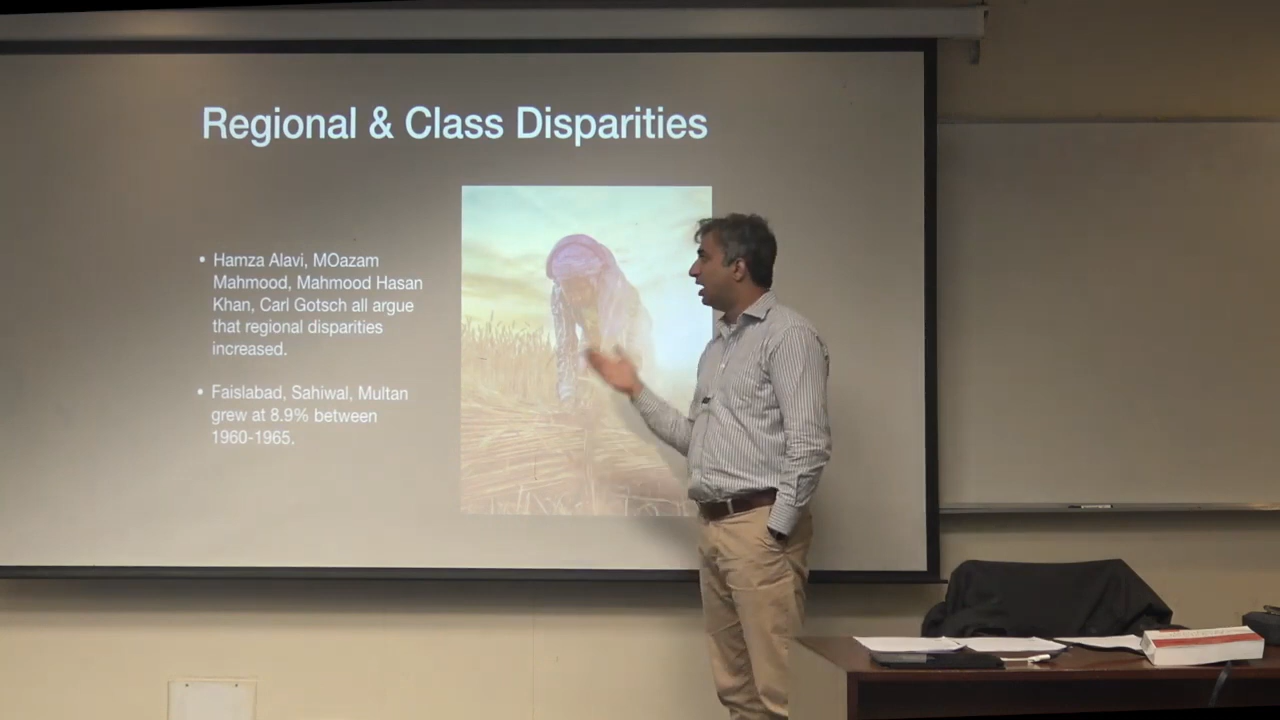 Regional & Class Disparities
• Hamza Alavi, MOazam
Mahmood, Mahmood Hasan
Khan, Carl Gotsch all argue
that regional disparities
increased.
• Faislabad, Sahiwal, Multan
grew at 8.9% between
1960-1965.